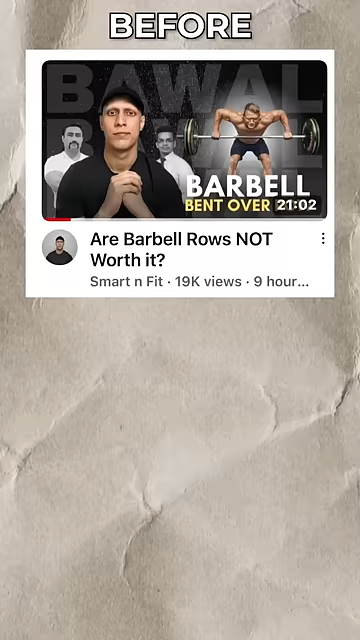 BEFORE
BAWAL
BARBELL
BENT OVER
21:02
Are Barbell Rows NOT
Worth it?
Smart n Fit · 19K views · 9 hour...